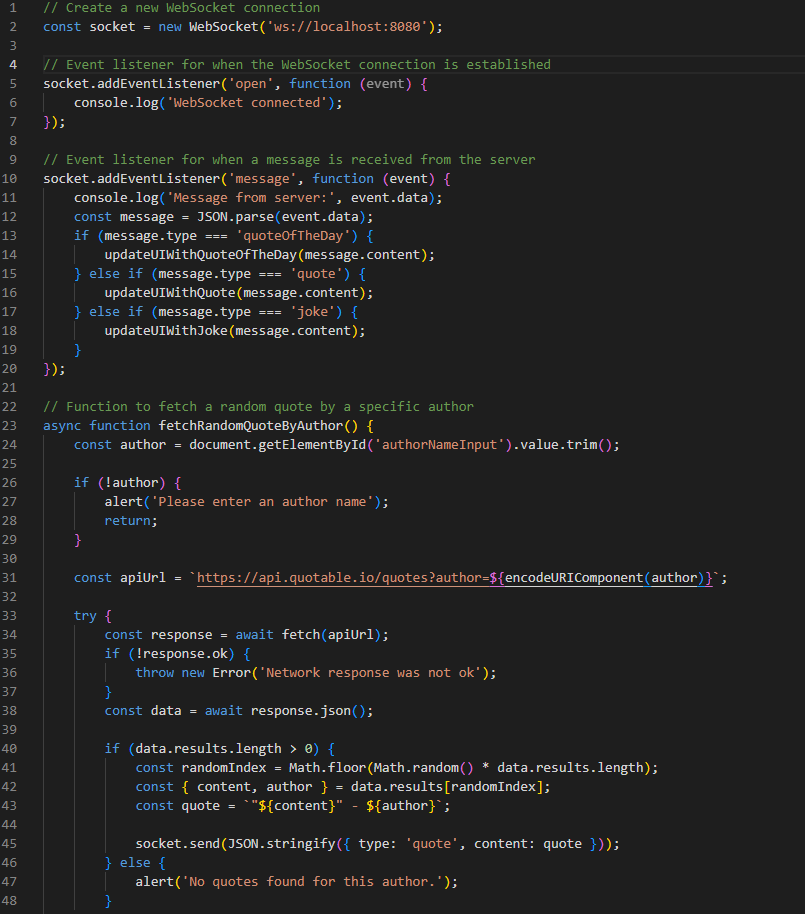 1 // Create a new WebSocket connection
2 const socket = new WebSocket('ws://localhost:8080');
3
4 // Event listener for when the WebSocket connection is established
5 socket.addEventListener('open', function (event) {
6     console.log('WebSocket connected');
7 });
8
9 // Event listener for when a message is received from the server
10 socket.addEventListener('message', function (event) {
11     console.log('Message from server:', event.data);
12     const message = JSON.parse(event.data);
13     if (message.type === 'quoteOfTheDay') {
14         updateUIWithQuoteOfTheDay(message.content);
15     } else if (message.type === 'quote') {
16         updateUIWithQuote(message.content);
17     } else if (message.type === 'joke') {
18         updateUIWithJoke(message.content);
19     }
20 });
21
22 // Function to fetch a random quote by a specific author
23 async function fetchRandomQuoteByAuthor() {
24     const author = document.getElementById('authorNameInput').value.trim();
25
26     if (!author) {
27         alert('Please enter an author name');
28         return;
29     }
30
31     const apiUrl = `https://api.quotable.io/quotes?author=${encodeURIComponent(author)}`;
32
33     try {
34         const response = await fetch(apiUrl);
35         if (!response.ok) {
36             throw new Error('Network response was not ok');
37         }
38         const data = await response.json();
39
40         if (data.results.length > 0) {
41             const randomIndex = Math.floor(Math.random() * data.results.length);
42             const { content, author } = data.results[randomIndex];
43             const quote = `"${content}" - ${author}`;
44
45             socket.send(JSON.stringify({ type: 'quote', content: quote }));
46         } else {
47             alert('No quotes found for this author.');
48         }